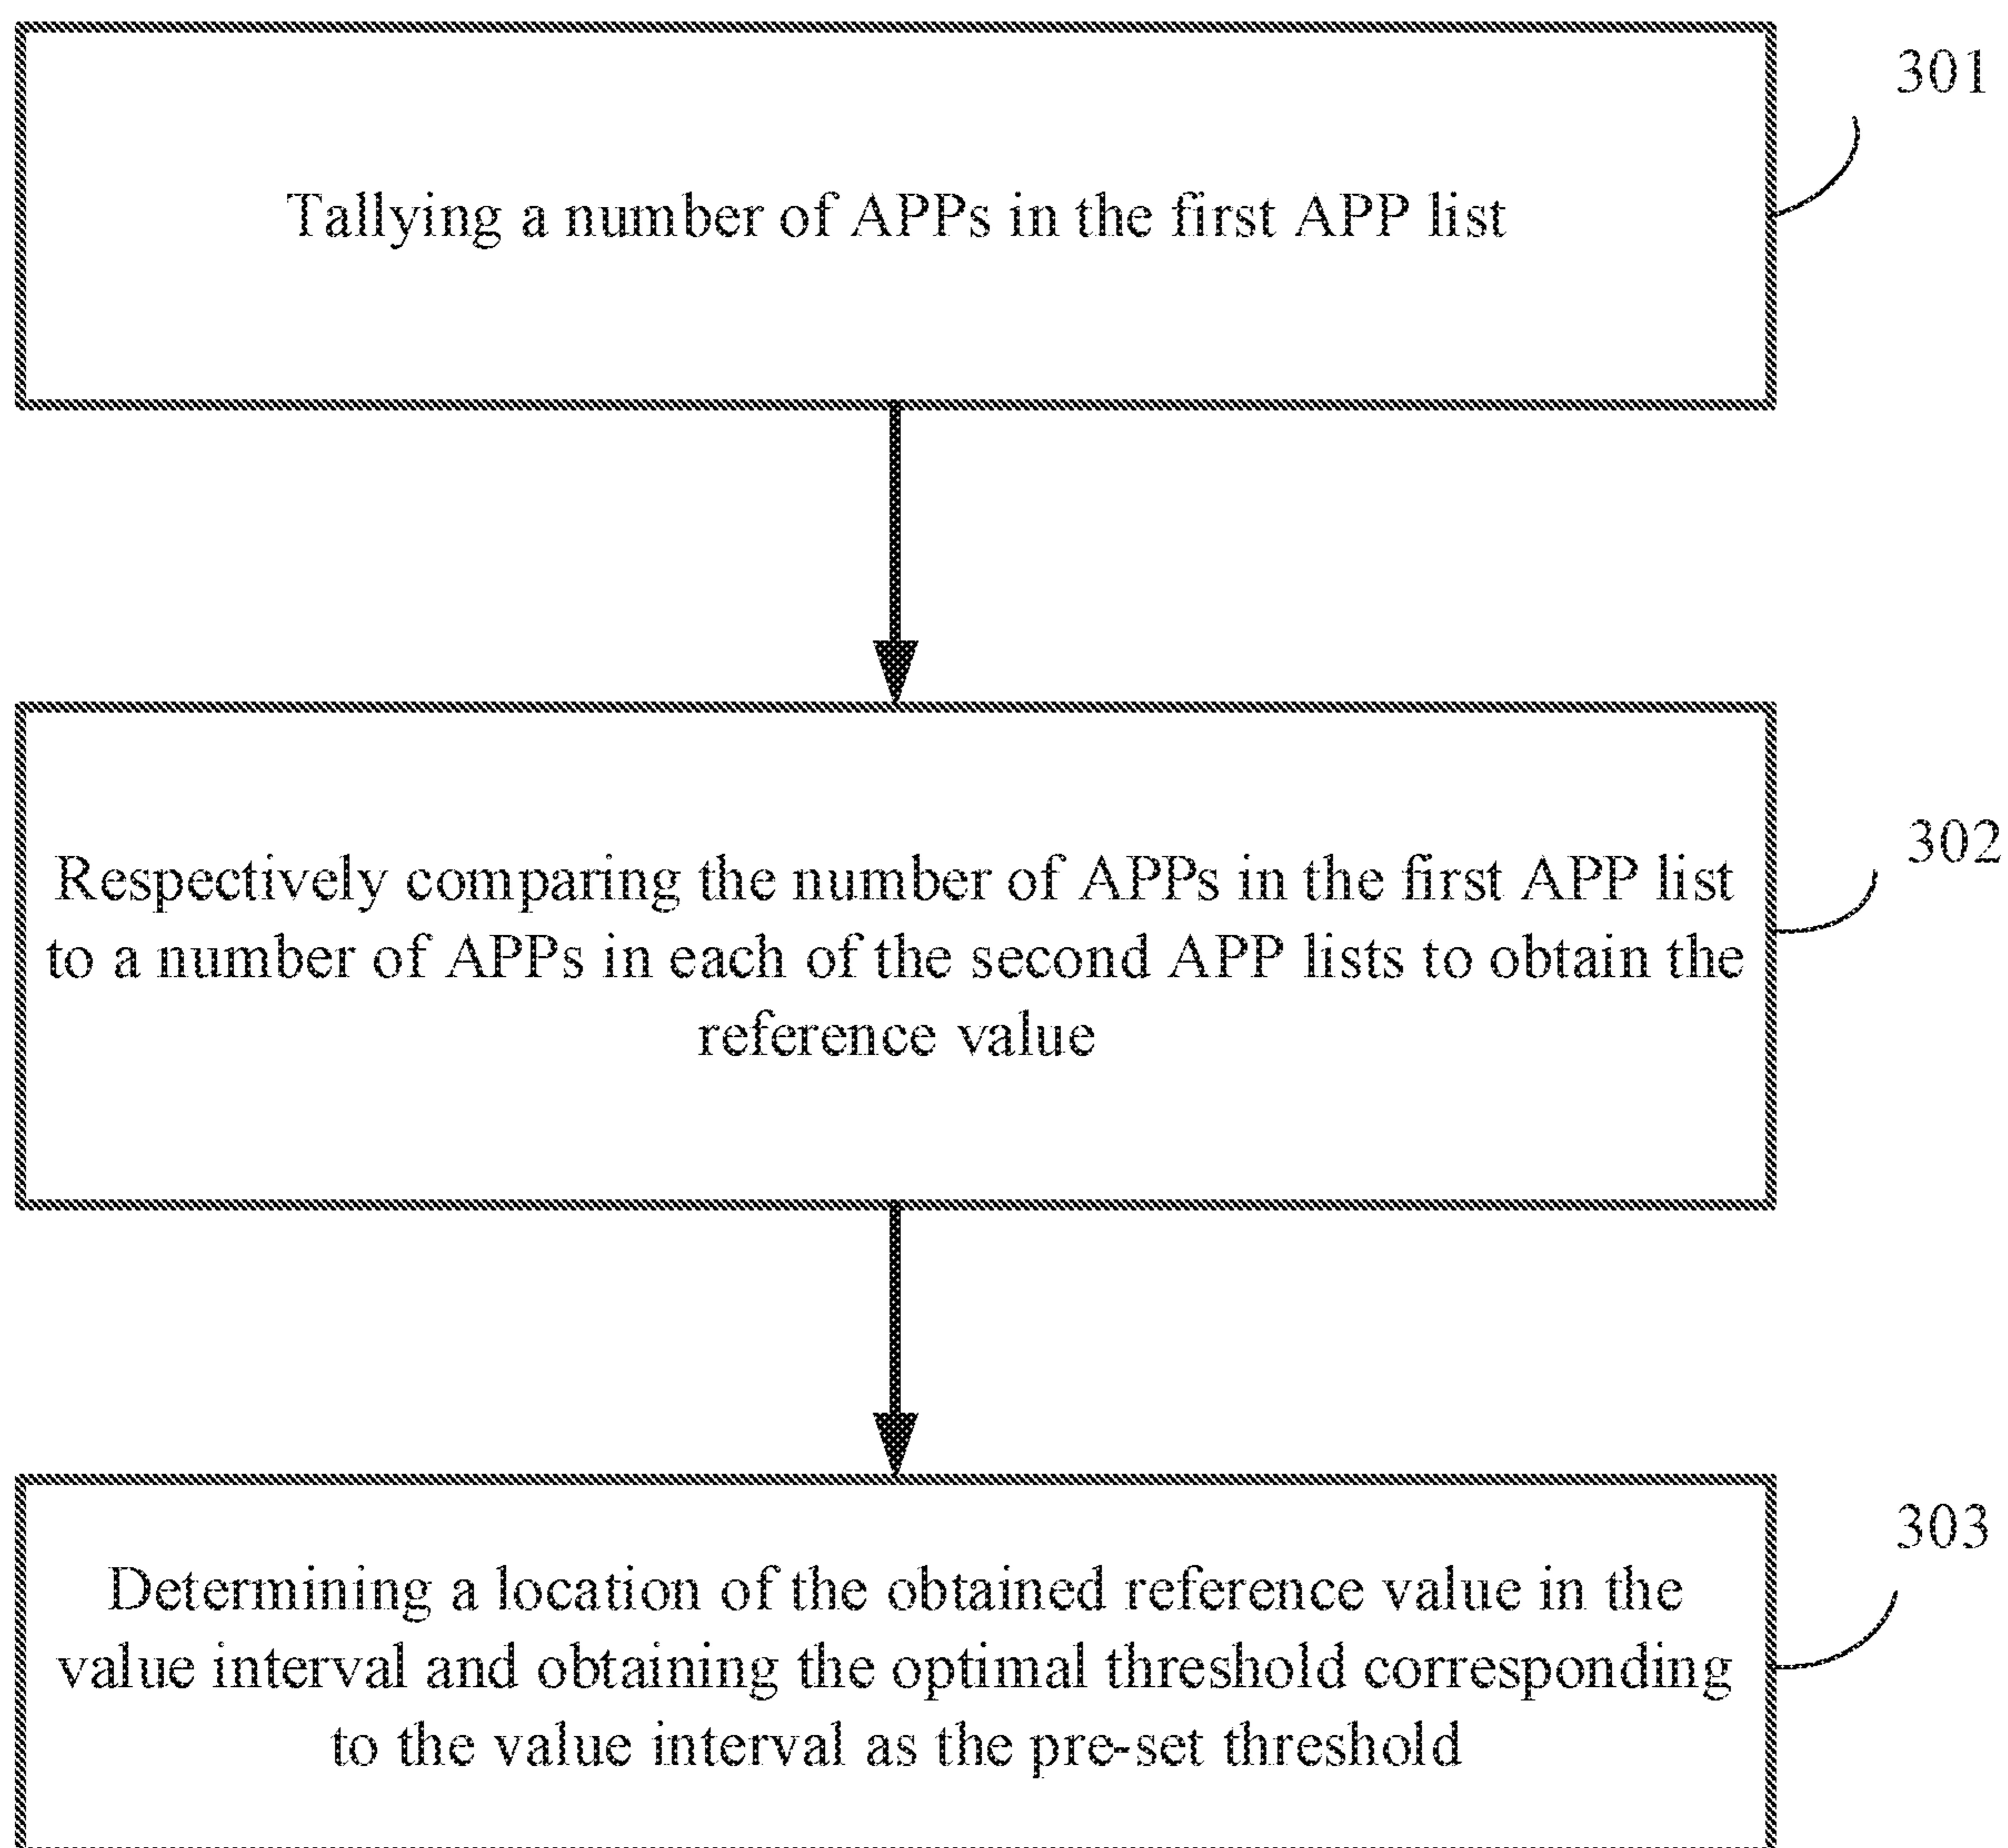 301
Tallying a number of APPs in the first APP list
302
Respectively comparing the number of APPs in the first APP list
to a number of APPs in each of the second APP lists to obtain the
reference value
303
Determining a location of the obtained reference value in the
value interval and obtaining the optimal threshold corresponding
to the value interval as the pre-set threshold